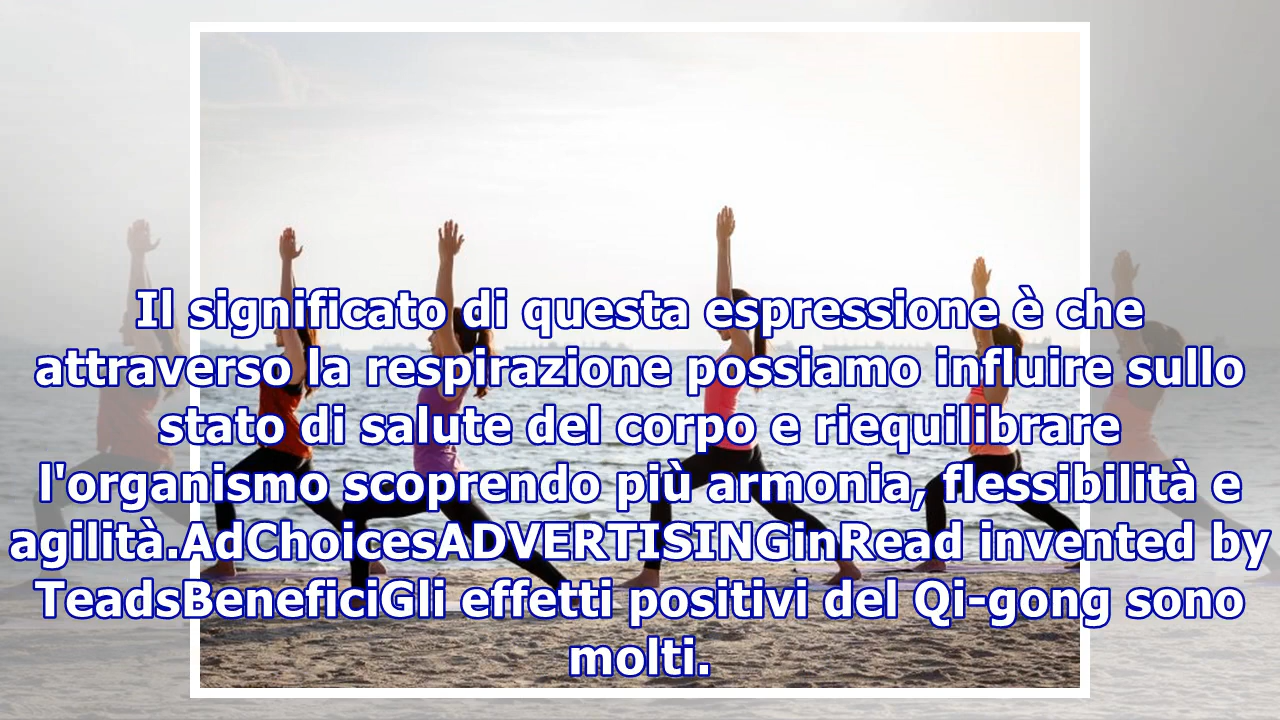 Il significato di questa espressione è che
attraverso la respirazione possiamo influire sullo
stato di salute del corpo e riequilibrare
l'organismo scoprendo più armonia, flessibilità e
agilità.AdChoicesADVERTISINGinRead invented by
TeadsBeneficiGli effetti positivi del Qi-gong sono
molti.